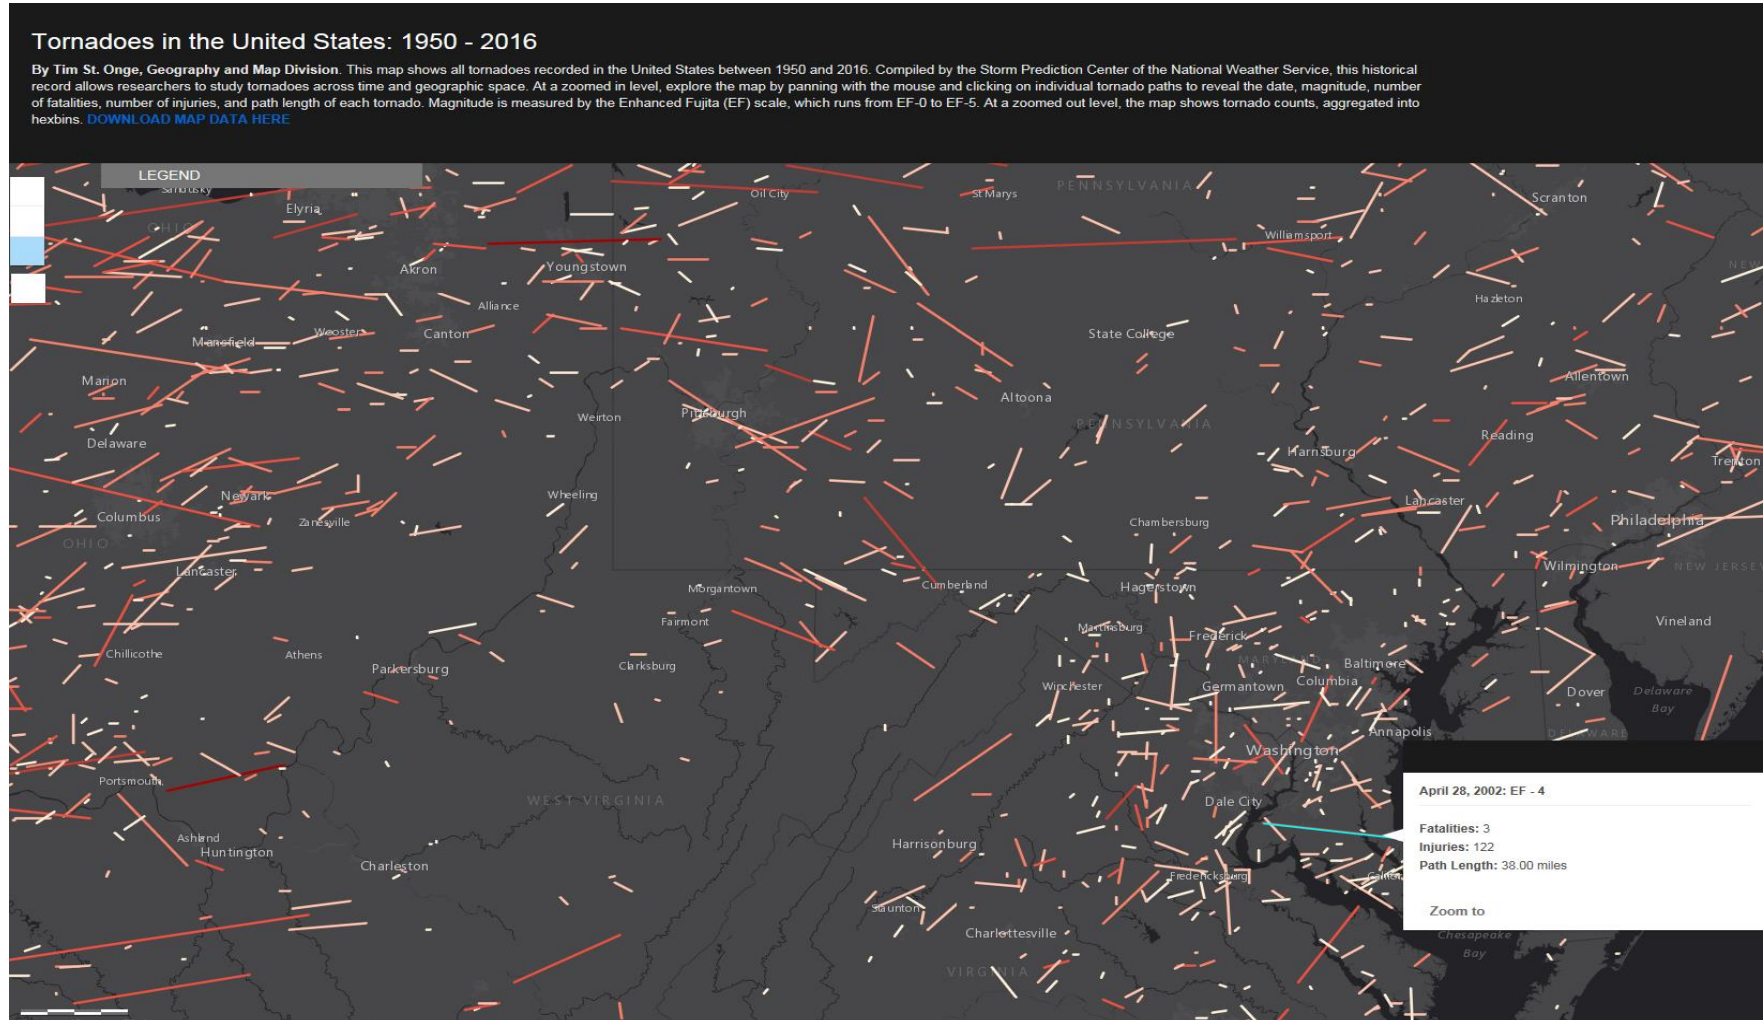 Tornadoes in the United States: 1950 - 2016
By Tim St. Onge, Geography and Map Division. This map shows all tornadoes recorded in the United States between 1950 and 2016. Compiled by the Storm Prediction Center of the National Weather Service, this historical
record allows researchers to study tornadoes across time and geographic space. At a zoomed in level, explore the map by panning with the mouse and clicking on individual tornado paths to reveal the date, magnitude, number
of fatalities, number of injuries, and path length of each tornado. Magnitude is measured by the Enhanced Fujita (EF) scale, which runs from EF-0 to EF-5. At a zoomed out level, the map shows tornado counts, aggregated into
hexbins. DOWNLOAD MAP DATA HERE
LEGEND
Sandusky
Oil City
St Marys
PENNSYLVANIA
Scranton
Elyria
OHIO
Williamsport
Akron
Youngstown
NEW
Alliance
Hazleton
Wooster
Canton
State College
Mansfield
Marion
Allentown
Altoona
Weirton
Pittsburgh
PENNSYLVANIA
Delaware
Reading
Harrisburg
Trenton
Newark
Wheeling
Lancaster
Columbus
Zanesville
Chambersburg
Philadelphia
OHIO
Lancaster
Wilmington
NEW JERSEY
Morgantown
Cumberland
Hagerstown
Fairmont
Martinsburg
Vineland
Frederick
Chillicothe
Athens
MARYLAND
Baltimore
Parkersburg
Clarksburg
Winchester
Germantown
Columbia
Dover
Delaware
Bay
Annapolis
DELAWARE
Washington
Portsmouth
WEST VIRGINIA
Dale City
April 28, 2002: EF - 4
Fatalities: 3
Injuries: 122
Path Length: 38.00 miles
Zoom to
Ashland
Huntington
Harrisonburg
Charleston
Fredericksburg
Staunton
Charlottesville
Chesapeake
Bay
VIRGINIA